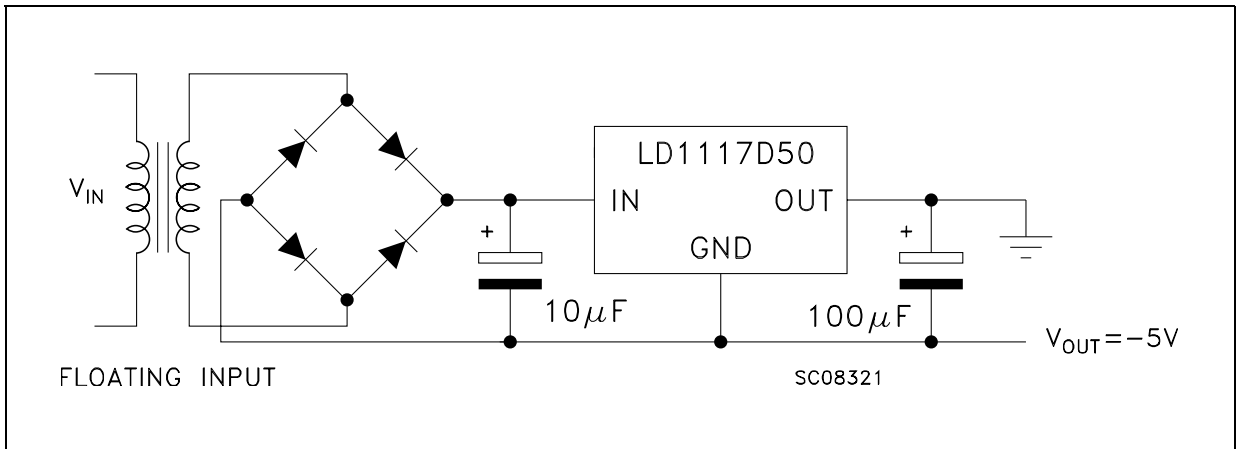 LD1117D50
V_IN
IN
OUT
+
+
GND
10μF
100μF
V_OUT=-5V
FLOATING INPUT
SC08321